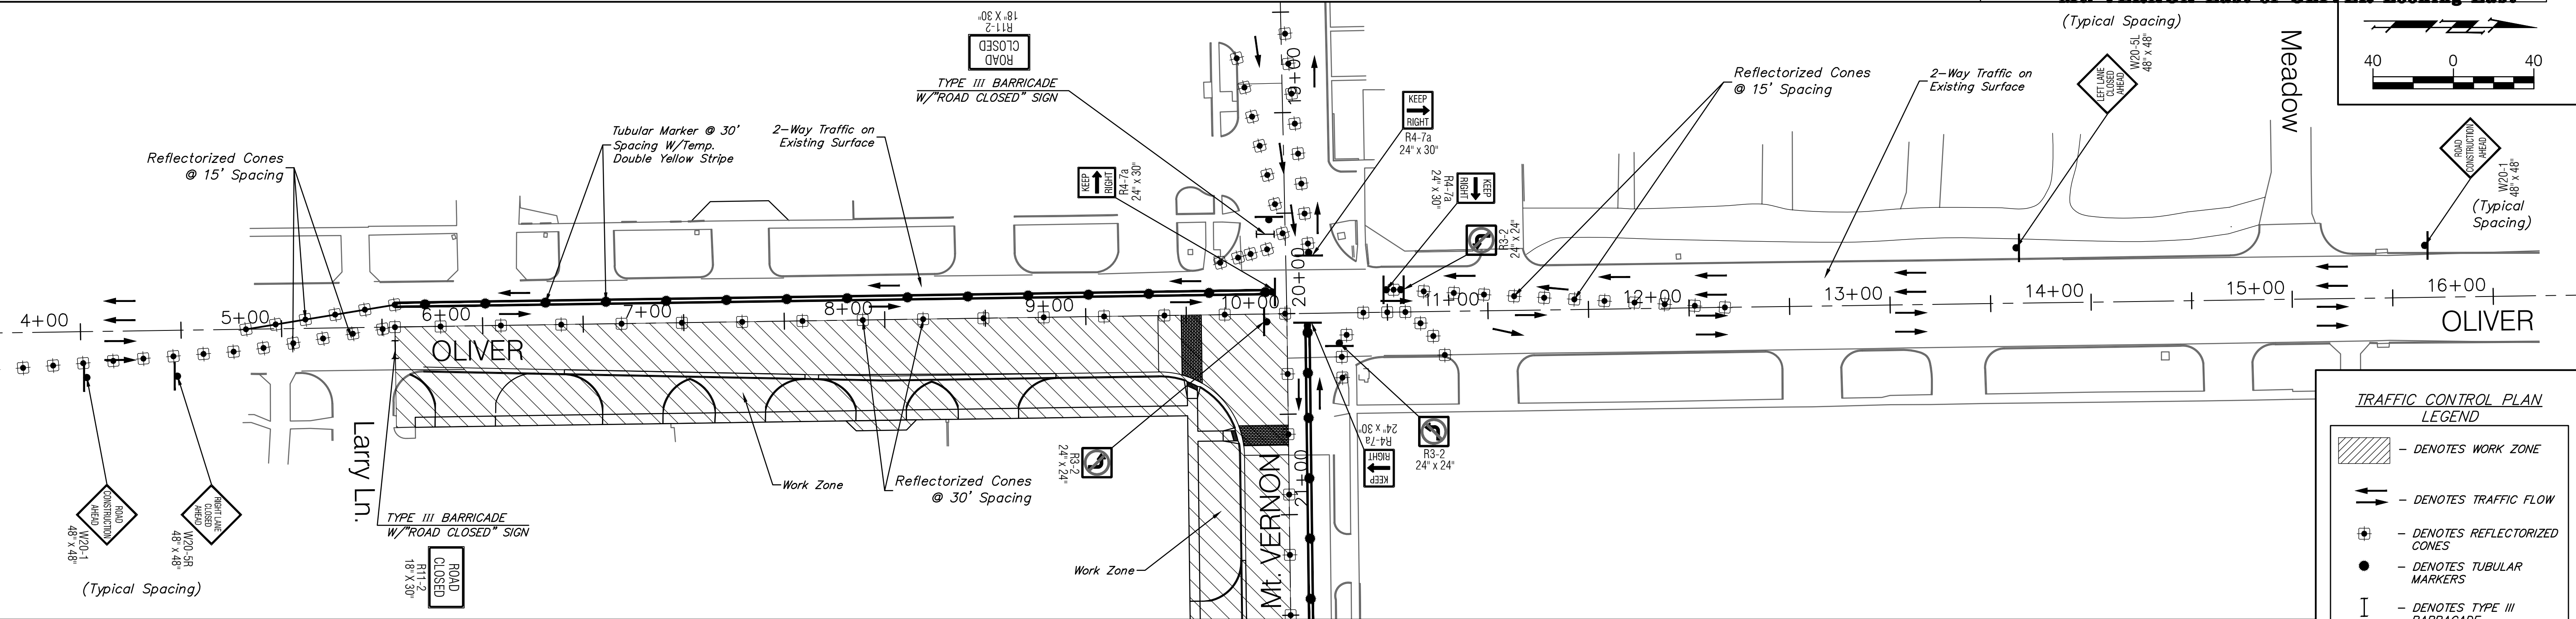 (Typical Spacing)
R11-2
18" X 30"
ROAD
CLOSED
TYPE III BARRICADE
W/"ROAD CLOSED" SIGN
19+00
KEEP
RIGHT
R4-7a
24" x 30"
Reflectorized Cones
@ 15' Spacing
2-Way Traffic on
Existing Surface
LEFT LANE
CLOSED
AHEAD
W20-5L
48" x 48"
Meadow
40
0
40
ROAD
CONSTRUCTION
AHEAD
W20-1
48" x 48"
(Typical
Spacing)
Reflectorized Cones
@ 15' Spacing
Tubular Marker @ 30'
Spacing W/Temp.
Double Yellow Stripe
2-Way Traffic on
Existing Surface
KEEP
RIGHT
R4-7a
24" x 30"
KEEP
RIGHT
R4-7a
24" x 30"
R3-2
24" x 24"
20+00
4+00
5+00
6+00
7+00
8+00
9+00
10+00
11+00
12+00
13+00
14+00
15+00
16+00
OLIVER
OLIVER
Larry Ln.
ROAD
CONSTRUCTION
AHEAD
W20-1
48" x 48"
RIGHT LANE
CLOSED
AHEAD
W20-5R
48" x 48"
(Typical Spacing)
TYPE III BARRICADE
W/"ROAD CLOSED" SIGN
ROAD
CLOSED
R11-2
18" X 30"
Work Zone
Reflectorized Cones
@ 30' Spacing
R3-2
24" x 24"
Work Zone
Mt. VERNON
21+00
KEEP
RIGHT
R4-7a
24" x 30"
R3-2
24" x 24"
TRAFFIC CONTROL PLAN
LEGEND
- DENOTES WORK ZONE
- DENOTES TRAFFIC FLOW
- DENOTES REFLECTORIZED
CONES
- DENOTES TUBULAR
MARKERS
- DENOTES TYPE III